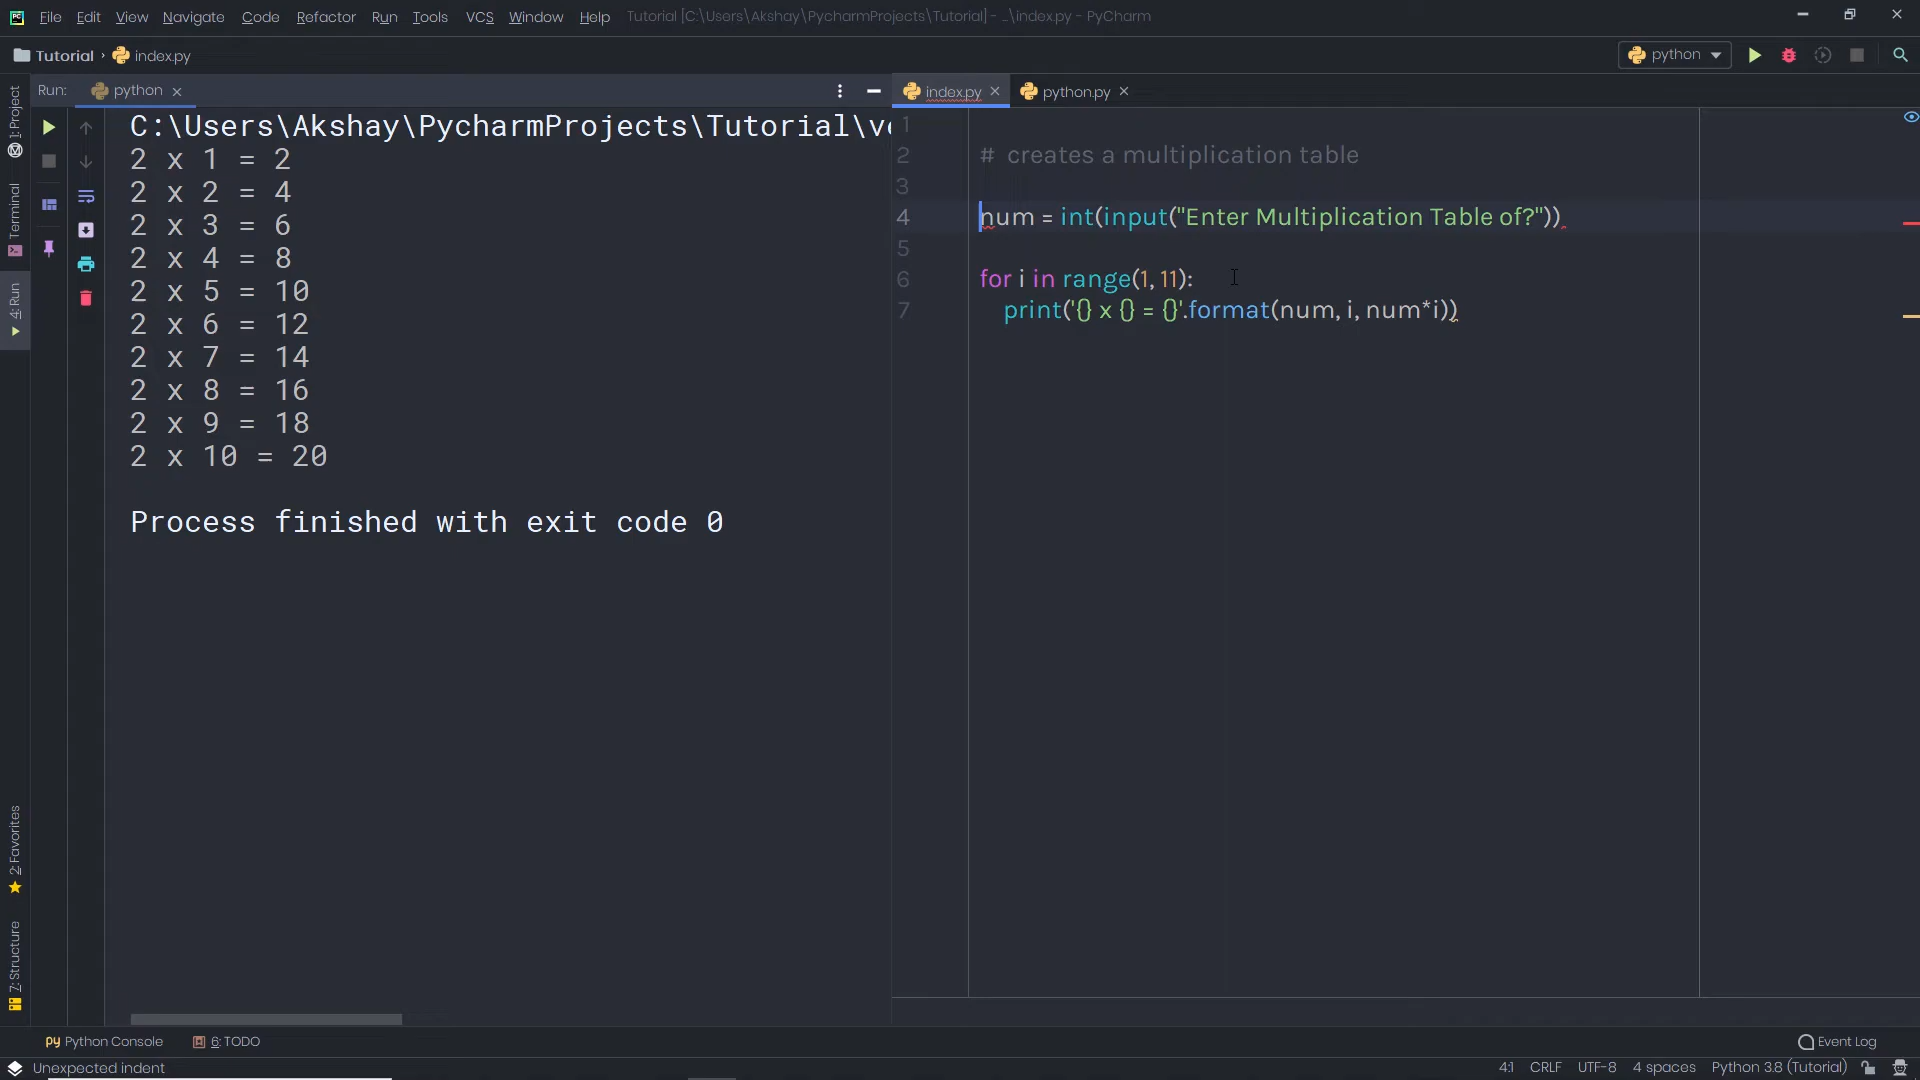 File Edit View Navigate Code Refactor Run Tools VCS Window Help Tutorial [C:\Users\Akshay\PycharmProjects\Tutorial] - ...\index.py - PyCharm
Tutorial index.py python
Run: python
index.py python.py
1: Project
Terminal
4: Run
2: Favorites
7: Structure
C:\Users\Akshay\PycharmProjects\Tutorial\ve
2 x 1 = 2
2 x 2 = 4
2 x 3 = 6
2 x 4 = 8
2 x 5 = 10
2 x 6 = 12
2 x 7 = 14
2 x 8 = 16
2 x 9 = 18
2 x 10 = 20
Process finished with exit code 0
1
2 # creates a multiplication table
3
4 num = int(input("Enter Multiplication Table of?"))
5
6 for i in range(1, 11):
7 print('{} x {} = {}'.format(num, i, num*i))
Python Console 6: TODO Event Log
Unexpected indent 4:1 CRLF UTF-8 4 spaces Python 3.8 (Tutorial)